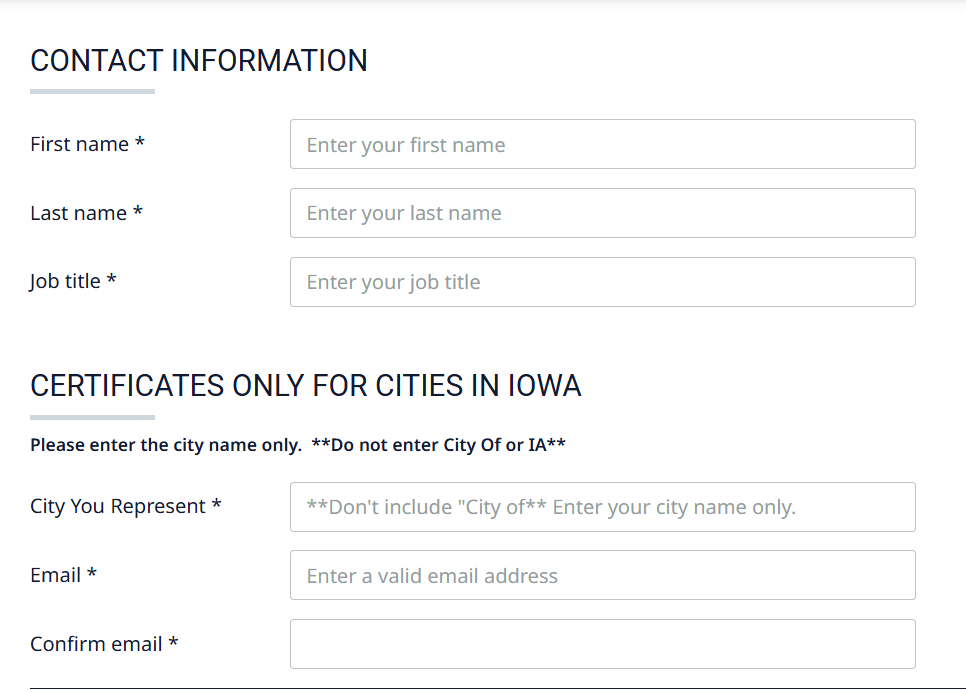 CONTACT INFORMATION
First name *
Enter your first name
Last name *
Enter your last name
Job title *
Enter your job title
CERTIFICATES ONLY FOR CITIES IN IOWA
Please enter the city name only.  **Do not enter City Of or IA**
City You Represent *
**Don't include "City of** Enter your city name only.
Email *
Enter a valid email address
Confirm email *